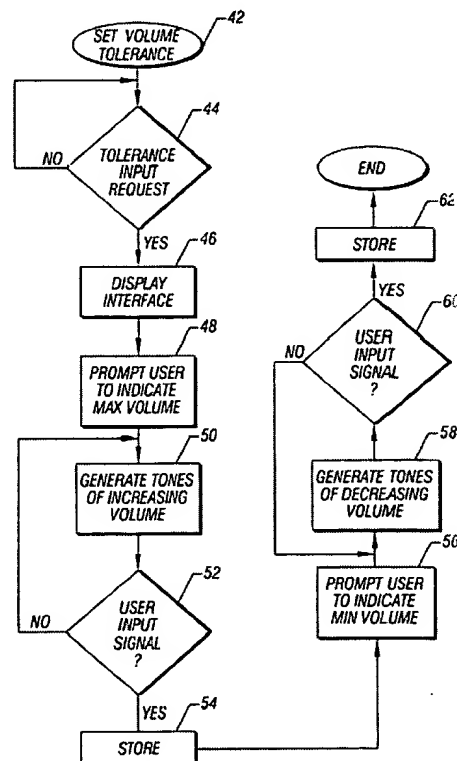 SET VOLUME
TOLERANCE
42
44
NO
TOLERANCE
INPUT
REQUEST
YES
46
DISPLAY
INTERFACE
48
PROMPT USER
TO INDICATE
MAX VOLUME
50
GENERATE TONES
OF INCREASING
VOLUME
52
NO
USER
INPUT
SIGNAL
?
YES
54
STORE
END
62
STORE
YES
60
NO
USER
INPUT
SIGNAL
?
58
GENERATE TONES
OF DECREASING
VOLUME
56
PROMPT USER
TO INDICATE
MIN VOLUME